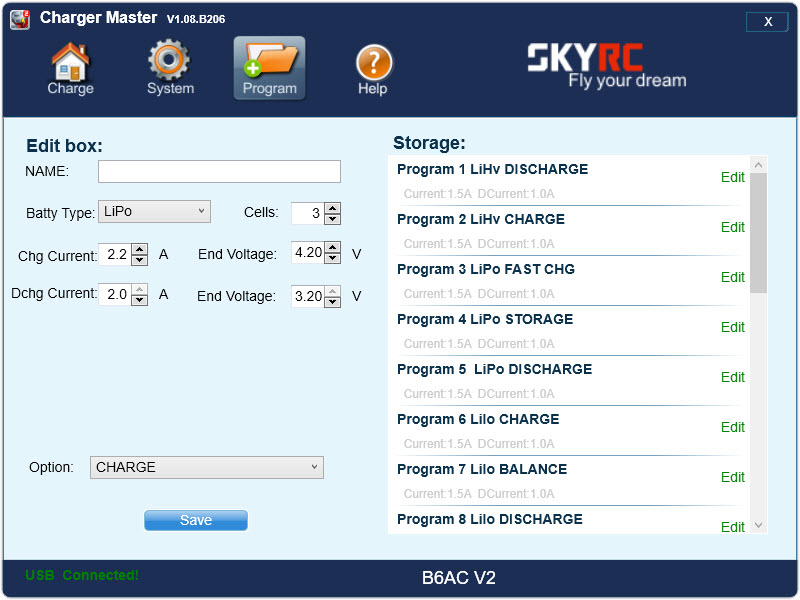 Charger Master V1.08.B206
X
Charge
System
Program
Help
SKYRC
Fly your dream
Edit box:
NAME:
Batty Type: LiPo
Cells: 3
Chg Current: 2.2 A End Voltage: 4.20 V
Dchg Current: 2.0 A End Voltage: 3.20 V
Option: CHARGE
Save
Storage:
Program 1 LiHv DISCHARGE
Edit
Current:1.5A DCurrent:1.0A
Program 2 LiHv CHARGE
Edit
Current:1.5A DCurrent:1.0A
Program 3 LiPo FAST CHG
Edit
Current:1.5A DCurrent:1.0A
Program 4 LiPo STORAGE
Edit
Current:1.5A DCurrent:1.0A
Program 5 LiPo DISCHARGE
Edit
Current:1.5A DCurrent:1.0A
Program 6 LiIo CHARGE
Edit
Current:1.5A DCurrent:1.0A
Program 7 LiIo BALANCE
Edit
Current:1.5A DCurrent:1.0A
Program 8 LiIo DISCHARGE
Edit
USB Connected!
B6AC V2